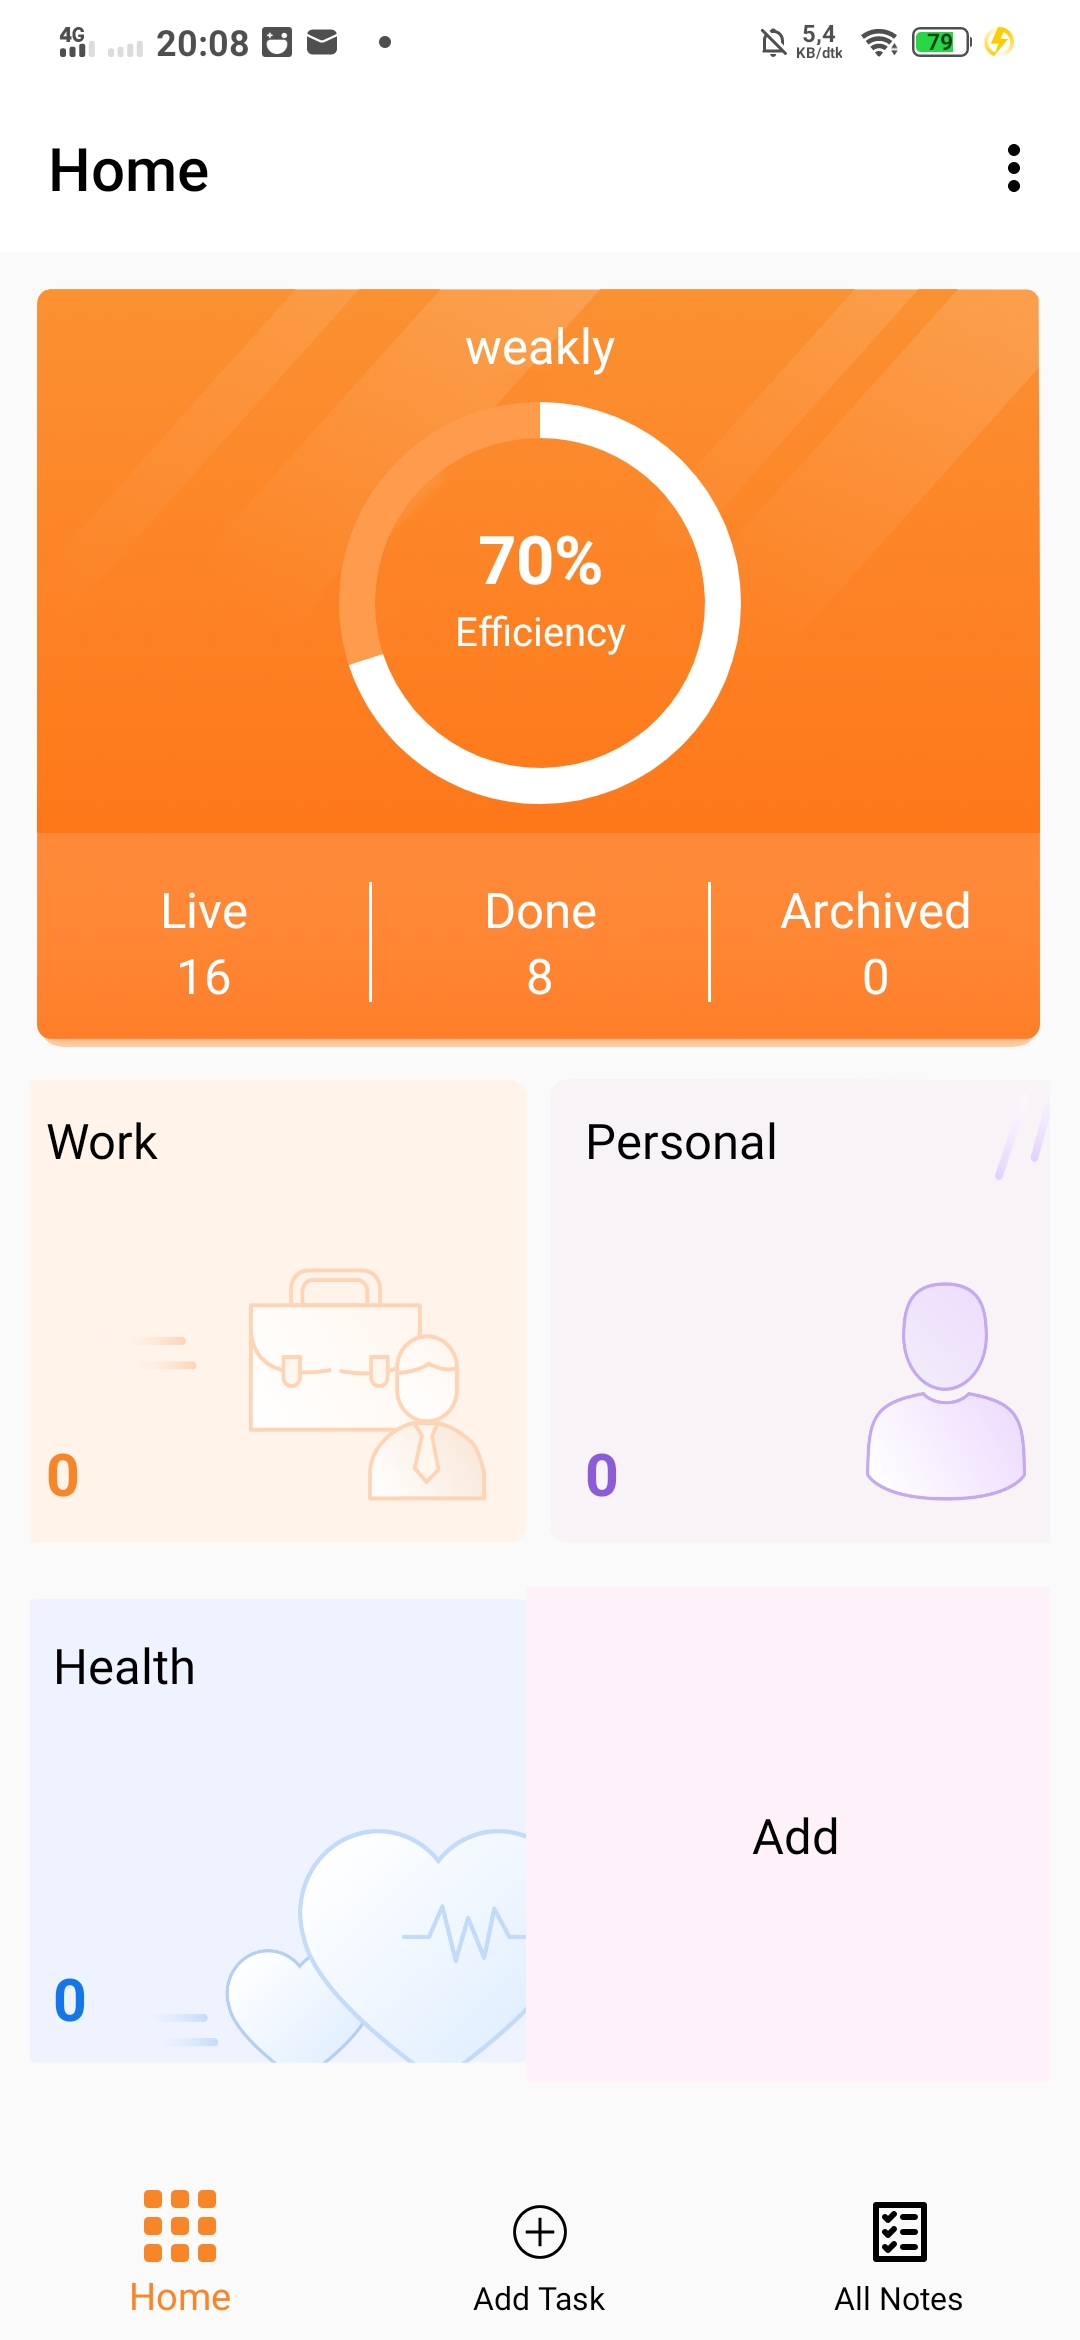 4G 20:08 5,4 KB/dtk 79
Home
weakly
70%
Efficiency
Live Done Archived
16 8 0
Work Personal
0 0
Health
Add
0
Home Add Task All Notes